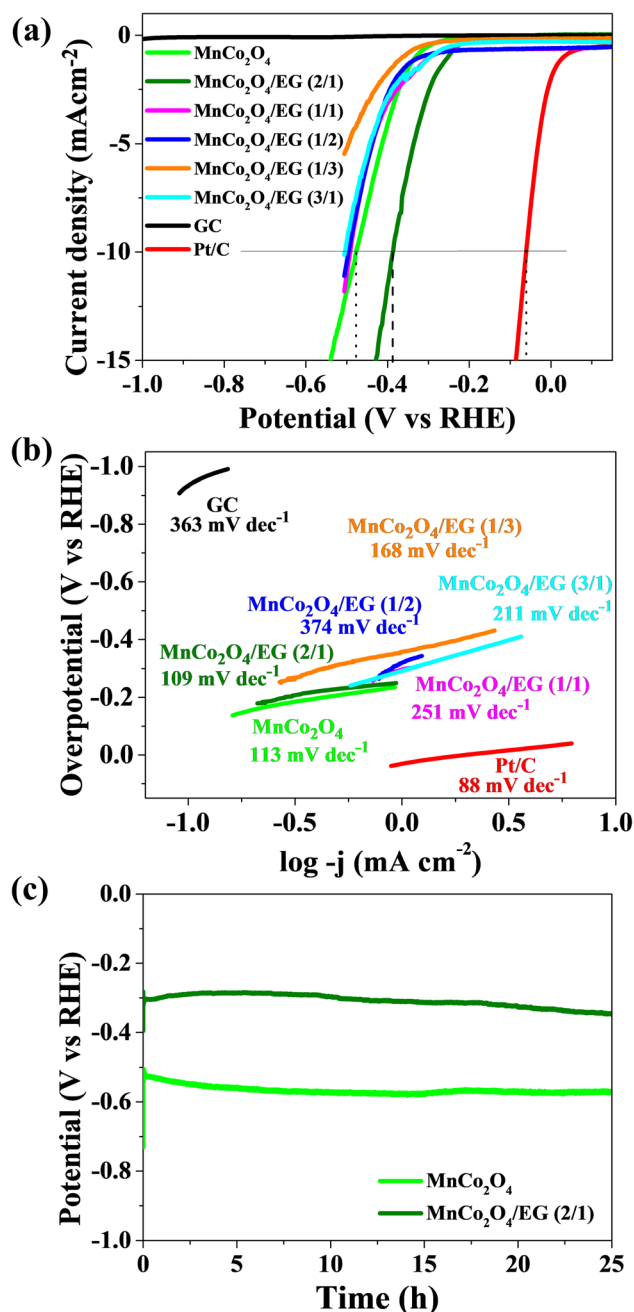 (a)
0
-5
-10
-15
Current density (mAcm⁻²)
MnCo₂O₄
MnCo₂O₄/EG (2/1)
MnCo₂O₄/EG (1/1)
MnCo₂O₄/EG (1/2)
MnCo₂O₄/EG (1/3)
MnCo₂O₄/EG (3/1)
GC
Pt/C
-1.0 -0.8 -0.6 -0.4 -0.2 0.0
Potential (V vs RHE)
(b)
-1.0
-0.8
-0.6
-0.4
-0.2
0.0
Overpotential (V vs RHE)
GC
363 mV dec⁻¹
MnCo₂O₄/EG (1/3)
168 mV dec⁻¹
MnCo₂O₄/EG (3/1)
211 mV dec⁻¹
MnCo₂O₄/EG (1/2)
374 mV dec⁻¹
MnCo₂O₄/EG (2/1)
109 mV dec⁻¹
MnCo₂O₄/EG (1/1)
251 mV dec⁻¹
MnCo₂O₄
113 mV dec⁻¹
Pt/C
88 mV dec⁻¹
-1.0 -0.5 0.0 0.5 1.0
log -j (mA cm⁻²)
(c)
0.0
-0.2
-0.4
-0.6
-0.8
-1.0
Potential (V vs RHE)
MnCo₂O₄
MnCo₂O₄/EG (2/1)
0 5 10 15 20 25
Time (h)